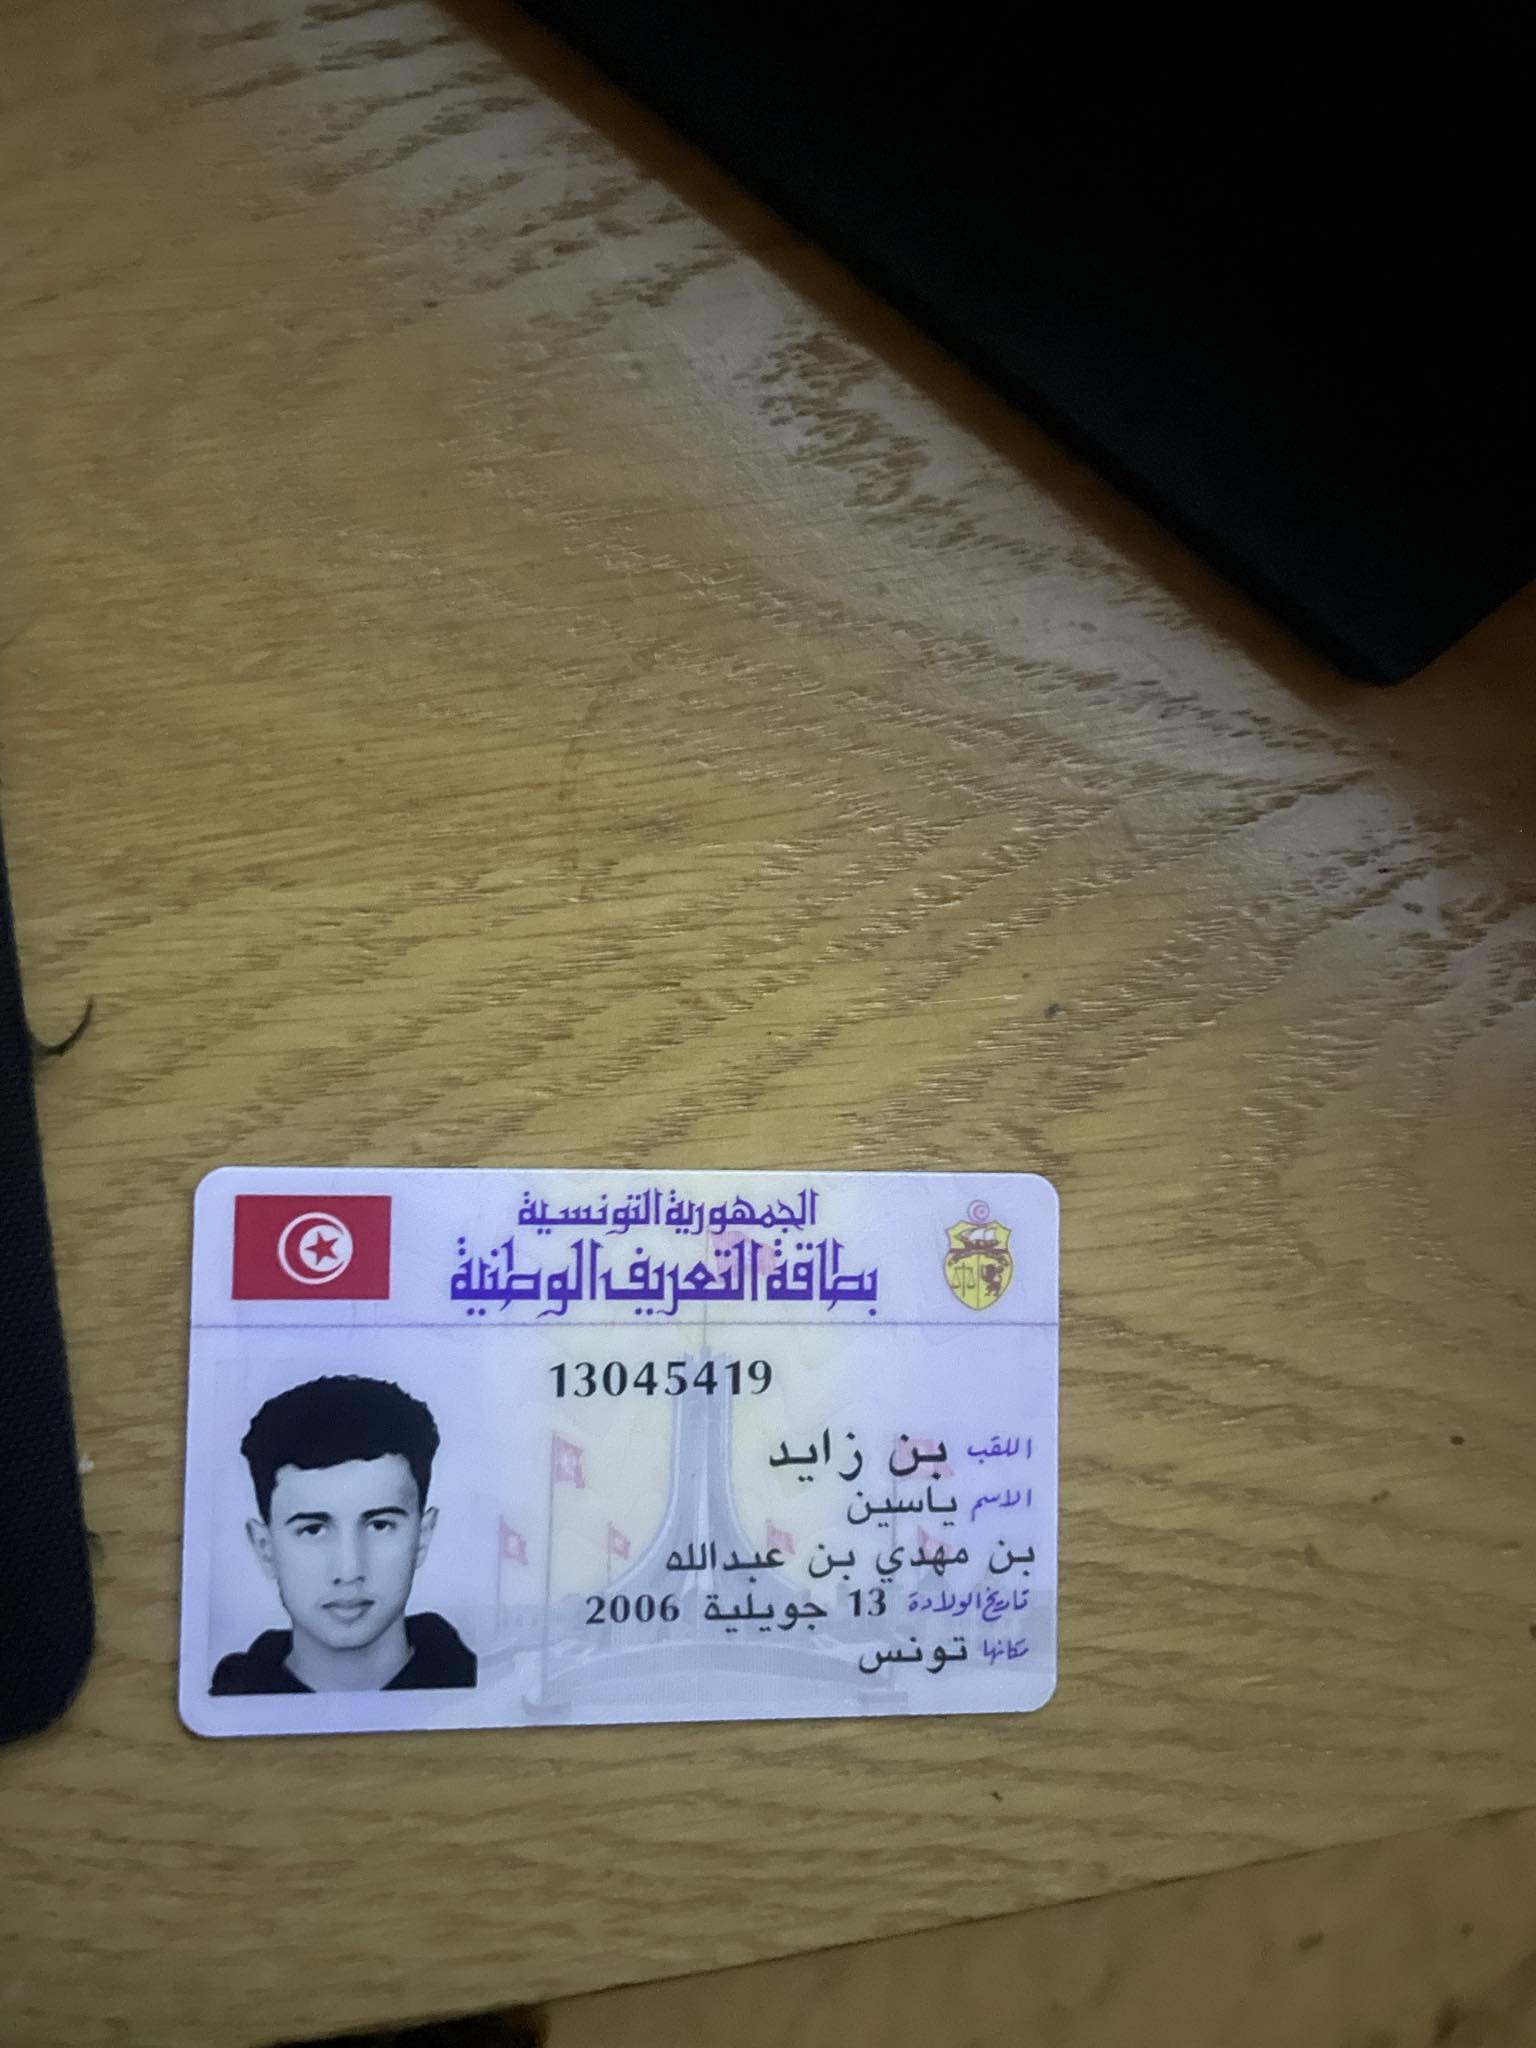 الجمهورية التونسية
بطاقة التعريف الوطنية
13045419
اللقب بن زايد
الاسم ياسين
بن مهدي بن عبدالله
تاريخ الولادة 13 جويلية 2006
مكانها تونس